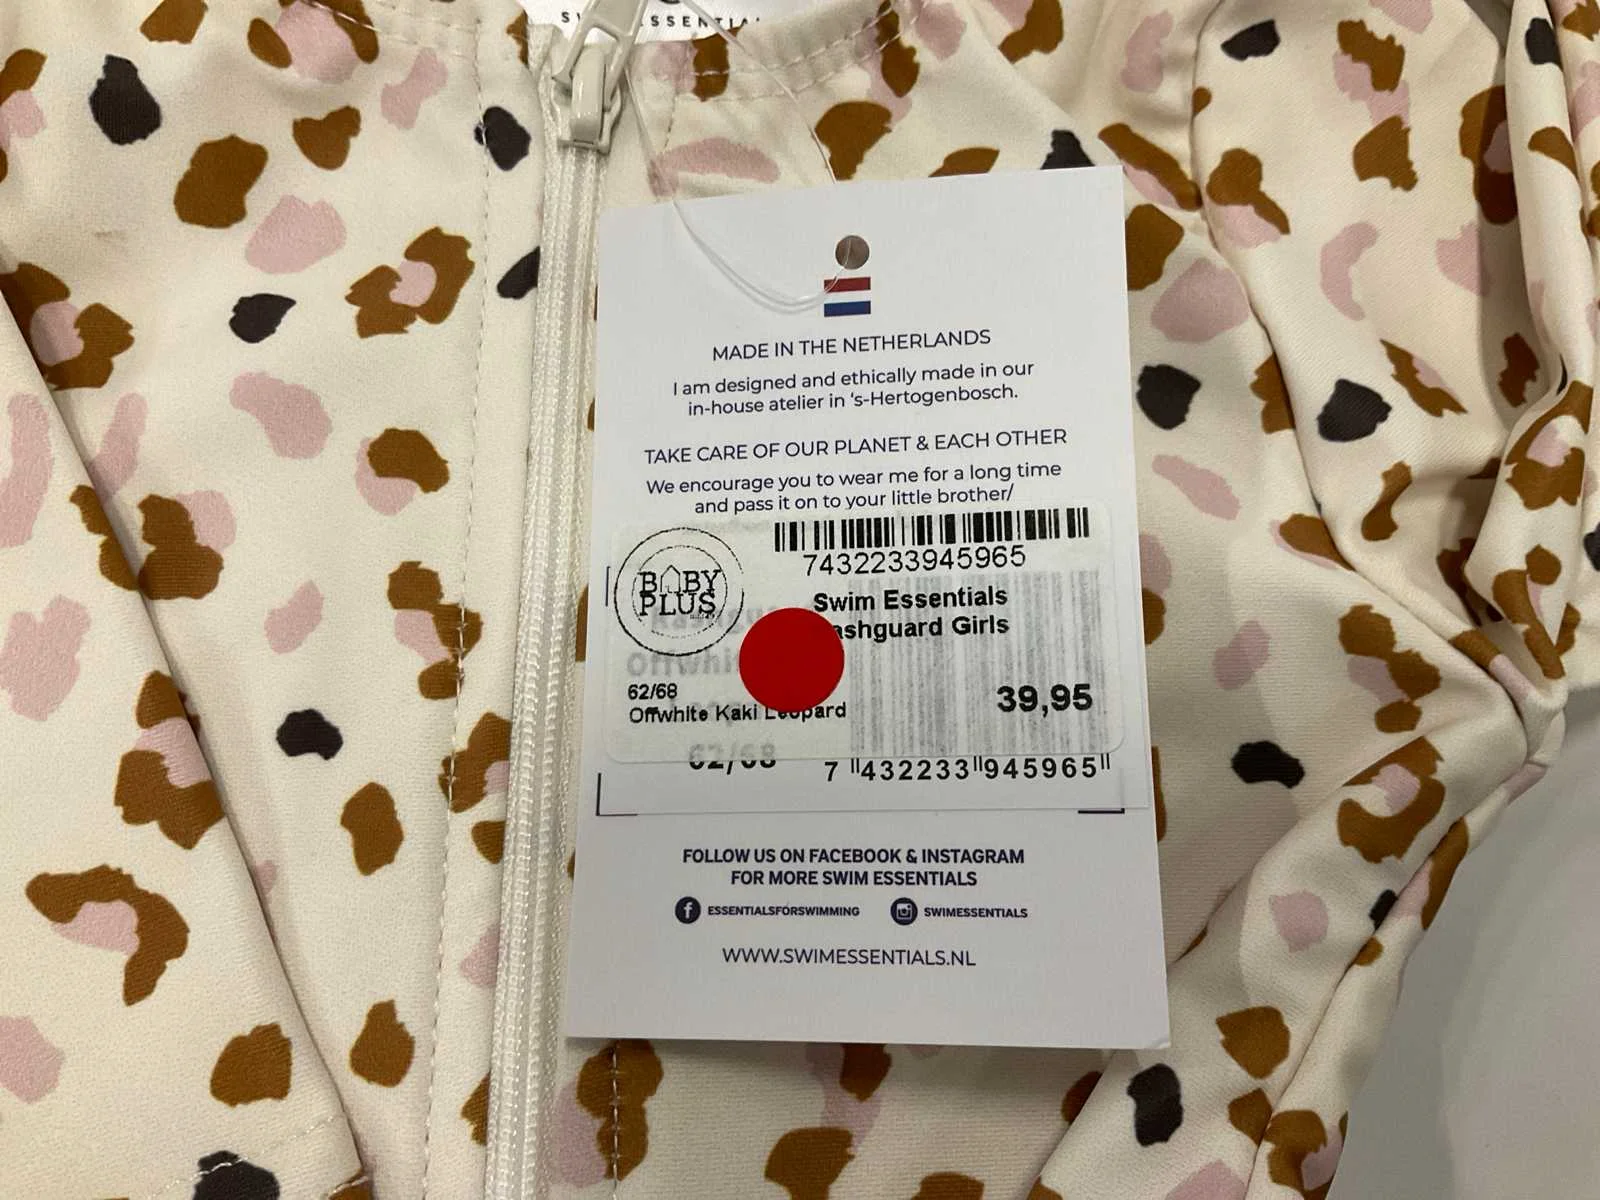 MADE IN THE NETHERLANDS
I am designed and ethically made in our
in-house atelier in ‘s-Hertogenbosch.
TAKE CARE OF OUR PLANET & EACH OTHER
We encourage you to wear me for a long time
and pass it on to your little brother/
BABY
PLUS
7432233945965
Swim Essentials
ashguard Girls
62/68
Offwhite Kaki Leopard
39,95
62/68
7 432233 945965
FOLLOW US ON FACEBOOK & INSTAGRAM
FOR MORE SWIM ESSENTIALS
ESSENTIALSFORSWIMMING
SWIMESSENTIALS
WWW.SWIMESSENTIALS.NL